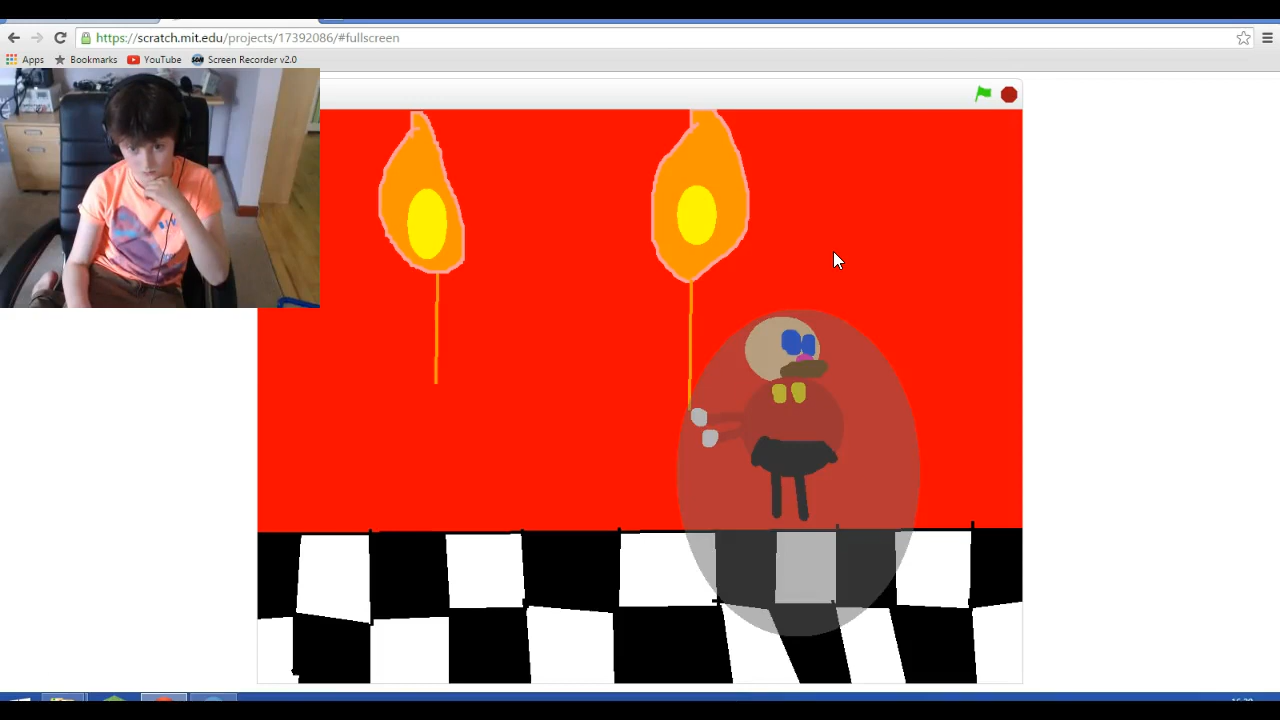 https://scratch.mit.edu/projects/17392086/#fullscreen
Apps Bookmarks YouTube Screen Recorder v2.0